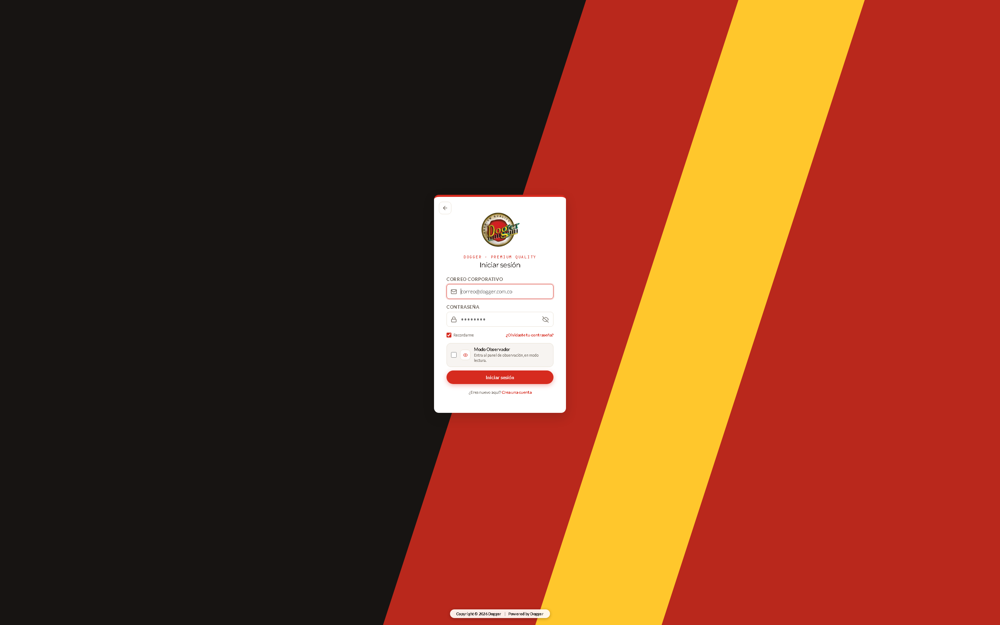 PREMIUM QUALITY
Dogger
DOGGER · PREMIUM QUALITY
Iniciar sesión
CORREO CORPORATIVO
correo@dogger.com.co
CONTRASEÑA
••••••••
Recordarme
¿Olvidaste tu contraseña?
Modo Observador
Entra al panel de observación, en modo
lectura.
Iniciar sesión
¿Eres nuevo aquí? Crea una cuenta
Copyright © 2026 Dogger | Powered by Dogger